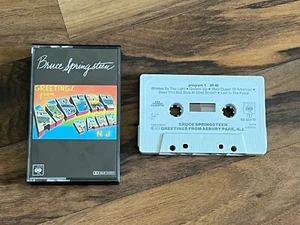 Bruce Springsteen
GREETINGS
from
ASBURY
PARK
N.J.
CBS
program 1
Blinded By The Light • Growin' Up • Mary Queen Of Arkansas •
Does This Bus Stop At 82nd Street? • Lost In The Flood
BRUCE SPRINGSTEEN
GREETINGS FROM ASBURY PARK, N.J.